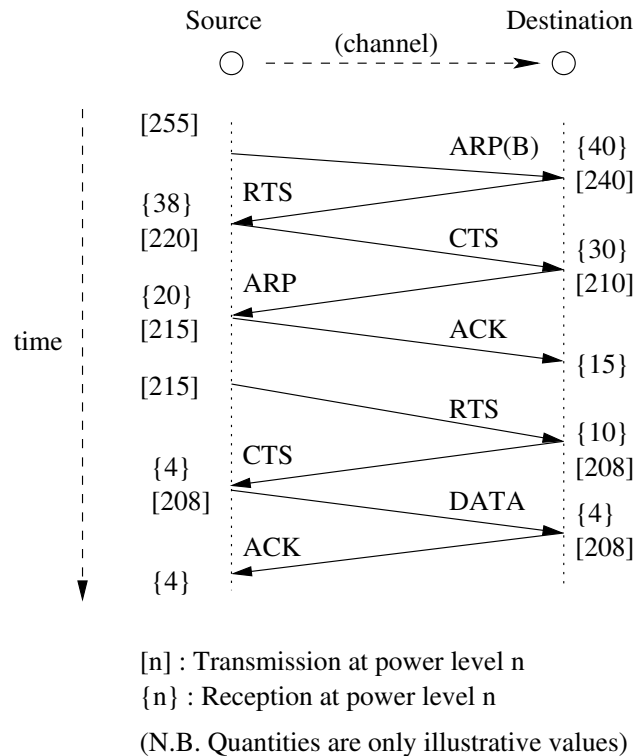 Source Destination
(channel)
[255]
ARP(B) {40}
RTS [240]
{38}
[220] CTS {30}
ARP [210]
{20}
time [215] ACK
{15}
[215] RTS
{10}
CTS
{4} [208]
[208] DATA {4}
[208]
ACK
{4}
[n] : Transmission at power level n
{n} : Reception at power level n
(N.B. Quantities are only illustrative values)